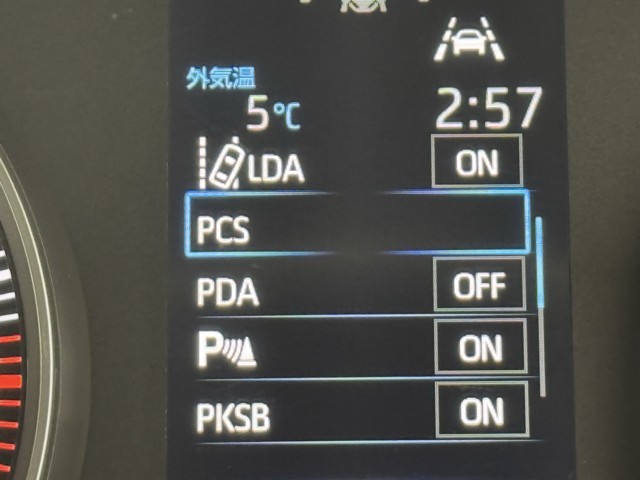 外気温
5℃
2:57
LDA ON
PCS
PDA OFF
P ON
PKSB ON